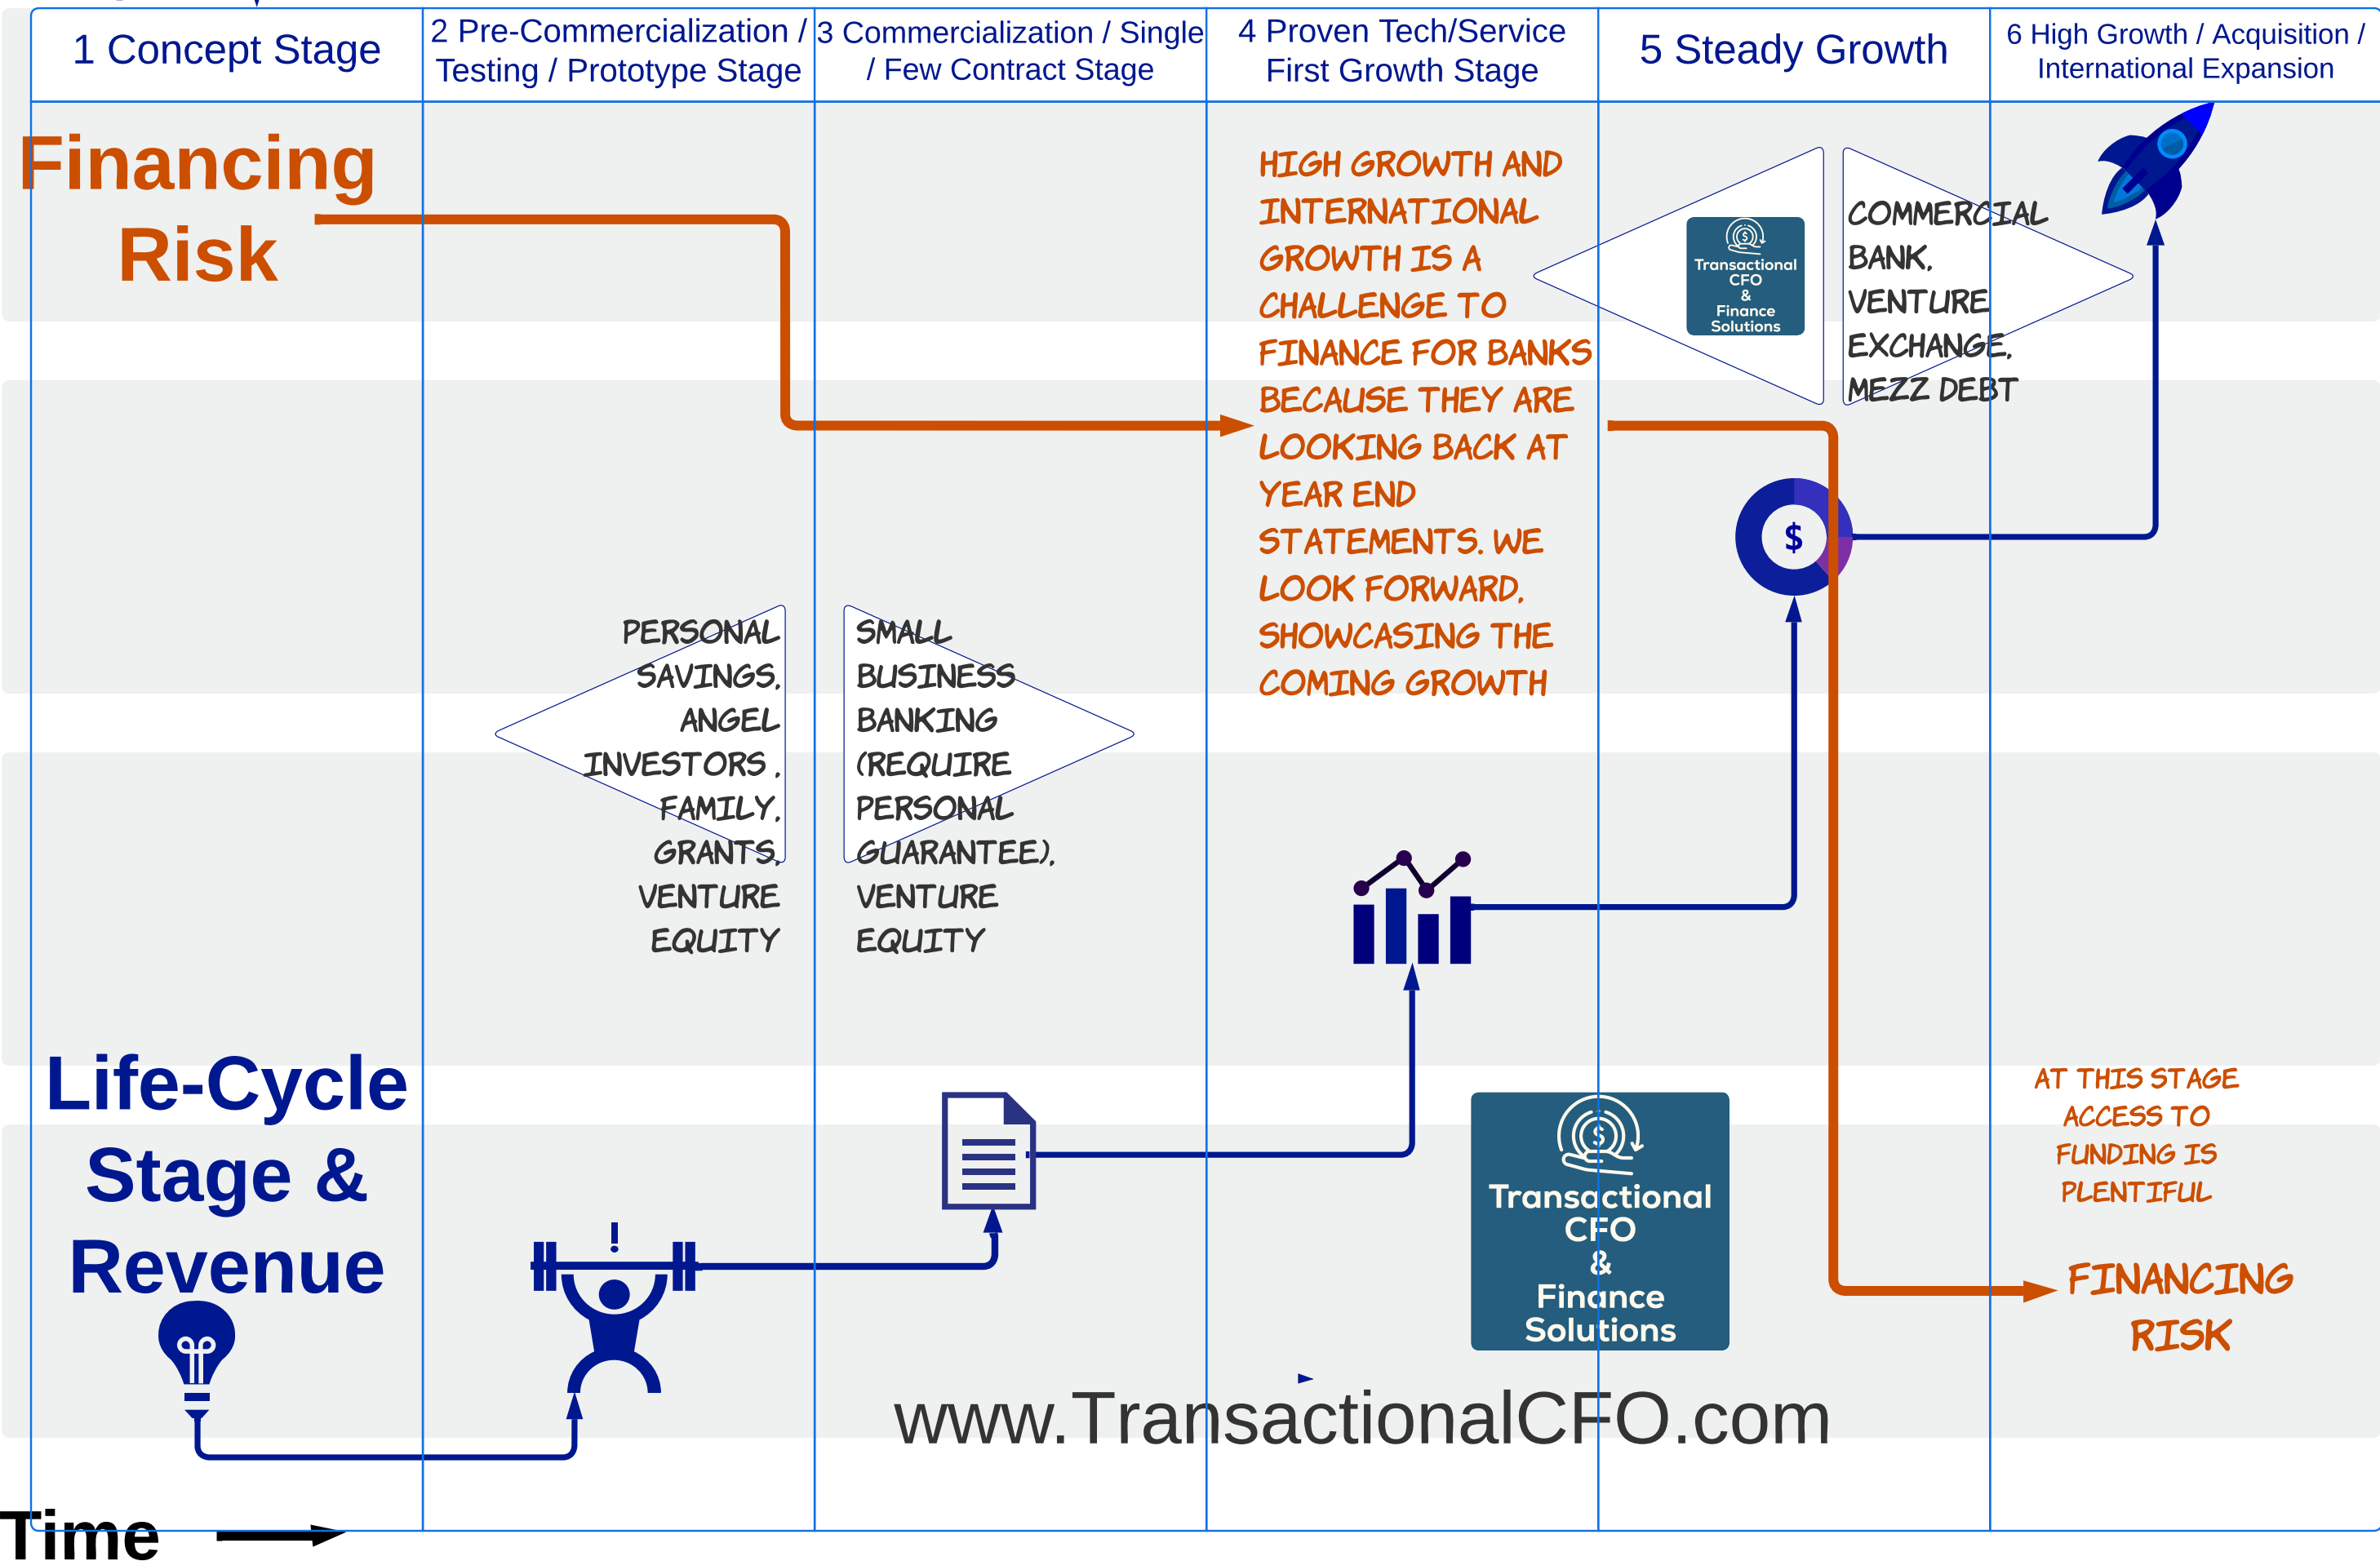 1 Concept Stage
2 Pre-Commercialization /
Testing / Prototype Stage
3 Commercialization / Single
/ Few Contract Stage
4 Proven Tech/Service
First Growth Stage
5 Steady Growth
6 High Growth / Acquisition /
International Expansion
Financing
Risk
HIGH GROWTH AND
INTERNATIONAL
GROWTH IS A
CHALLENGE TO
FINANCE FOR BANKS
BECAUSE THEY ARE
LOOKING BACK AT
YEAR END
STATEMENTS. WE
LOOK FORWARD,
SHOWCASING THE
COMING GROWTH
$
Transactional
CFO
&
Finance
Solutions
COMMERCIAL
BANK,
VENTURE
EXCHANGE,
MEZZ DEBT
$
PERSONAL
SAVINGS,
ANGEL
INVESTORS ,
FAMILY,
GRANTS,
VENTURE
EQUITY
SMALL
BUSINESS
BANKING
(REQUIRE
PERSONAL
GUARANTEE),
VENTURE
EQUITY
Life-Cycle
Stage &
Revenue
!
$
Transactional
CFO
&
Finance
Solutions
AT THIS STAGE
ACCESS TO
FUNDING IS
PLENTIFUL
FINANCING
RISK
www.TransactionalCFO.com
Time